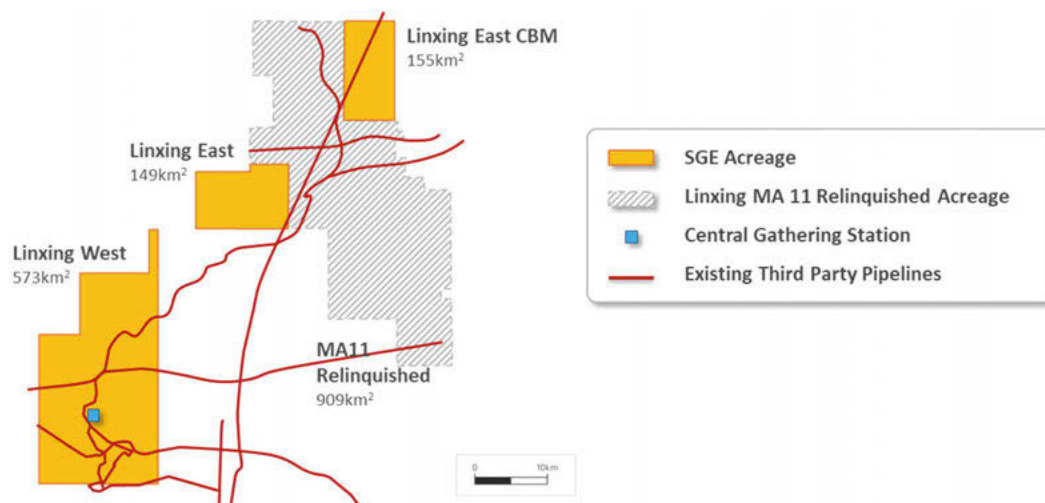 Linxing East CBM
155km²
Linxing East
149km²
Linxing West
573km²
MA11
Relinquished
909km²
0 10km
SGE Acreage
Linxing MA 11 Relinquished Acreage
Central Gathering Station
Existing Third Party Pipelines